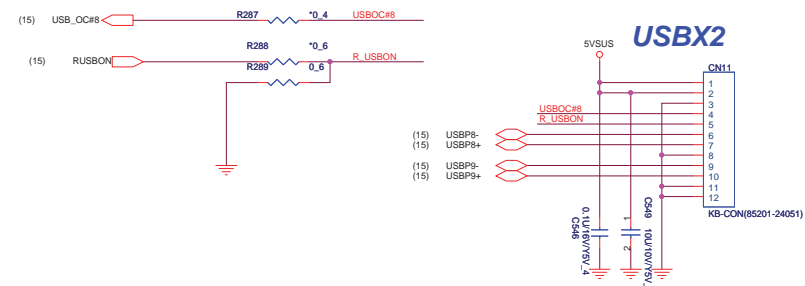 (15) USB_OC#8 R287 *0_4 USBOC#8
(15) RUSBON R288 *0_6 R_USBON
R289 0_6
USBX2
5VSUS
CN11
1
2
3
USBOC#8 4
R_USBON 5
(15) USBP8- 6
(15) USBP8+ 7
8
(15) USBP9- 9
(15) USBP9+ 10
11
12
KB-CON(85201-24051)
0.1U/16V/Y5V_4
C546
C549
1
2
10U/10V/Y5V_